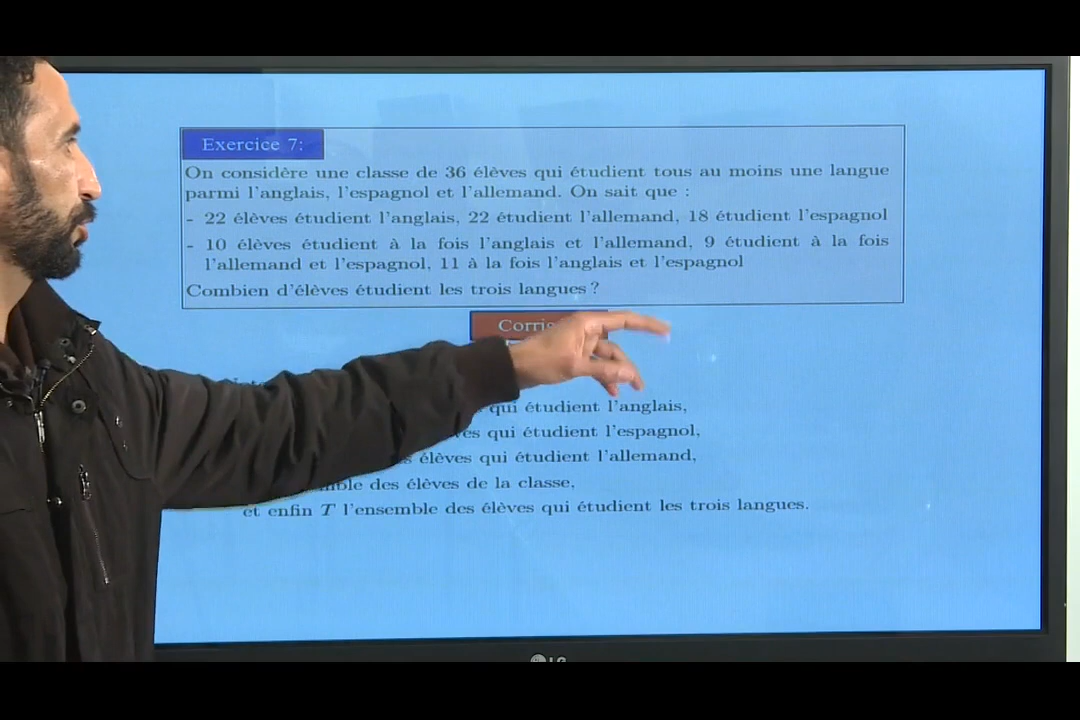 Exercice 7:
On considère une classe de 36 élèves qui étudient tous au moins une langue
parmi l'anglais, l'espagnol et l'allemand. On sait que :
- 22 élèves étudient l'anglais, 22 étudient l'allemand, 18 étudient l'espagnol
- 10 élèves étudient à la fois l'anglais et l'allemand, 9 étudient à la fois
l'allemand et l'espagnol, 11 à la fois l'anglais et l'espagnol
Combien d'élèves étudient les trois langues ?
qui étudient l'anglais,
qui étudient l'espagnol,
élèves qui étudient l'allemand,
des élèves de la classe,
et enfin T l'ensemble des élèves qui étudient les trois langues.
LG